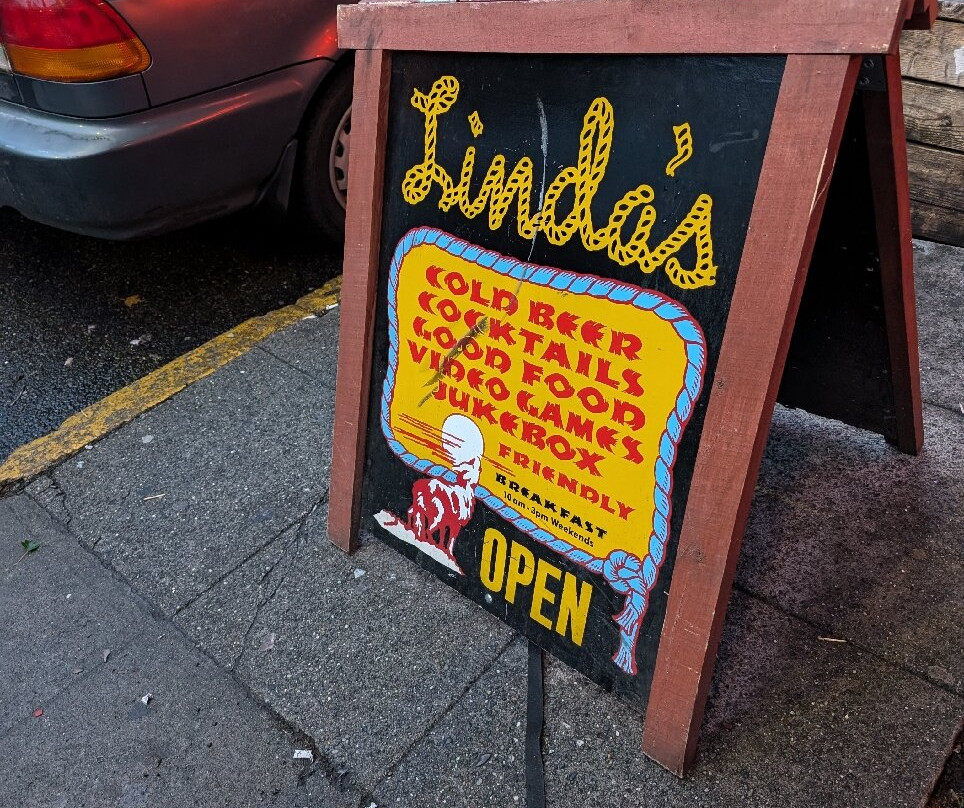 Linda's
COLD BEER
COCKTAILS
GOOD FOOD
VIDEO GAMES
JUKEBOX
FRIENDLY
BREAKFAST
10am-3pm Weekends
OPEN